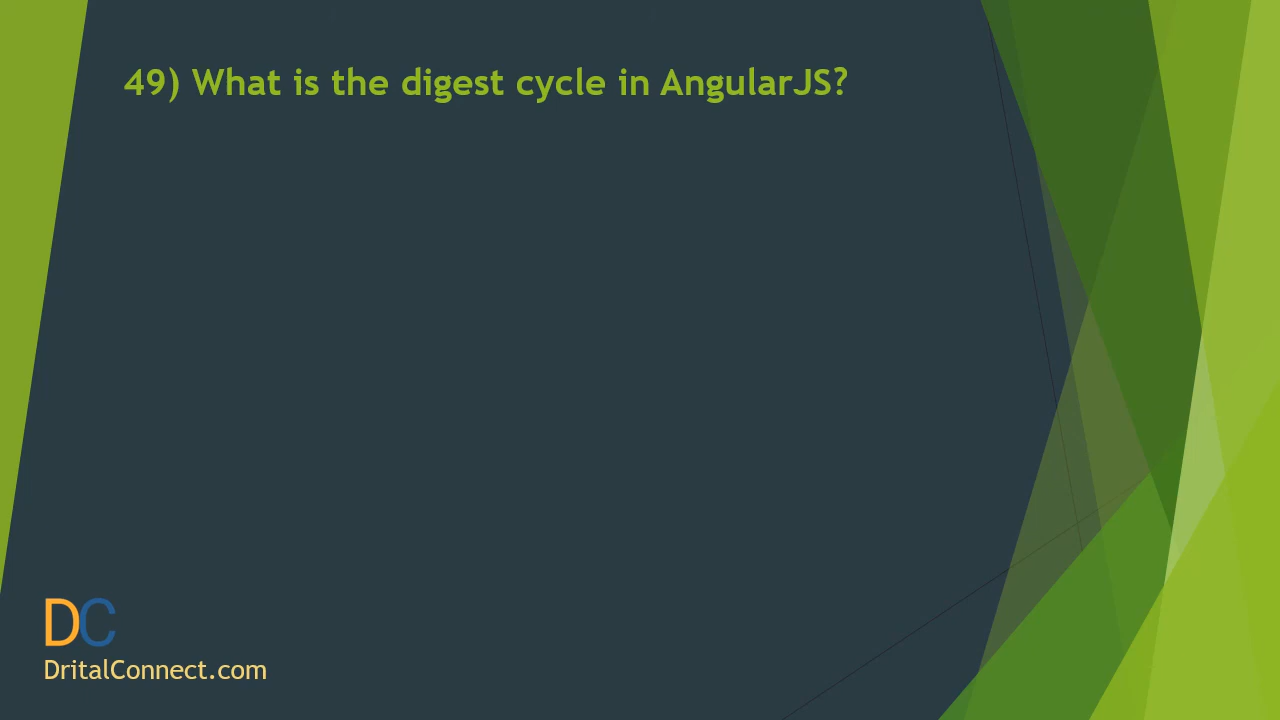 49) What is the digest cycle in AngularJS?
DC
DritalConnect.com